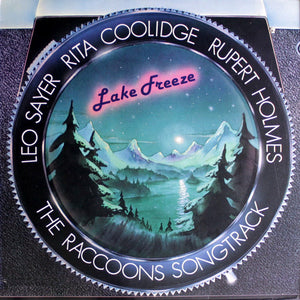 LEO SAYER RITA COOLIDGE RUPERT HOLMES
Lake Freeze
THE RACCOONS SONGTRACK